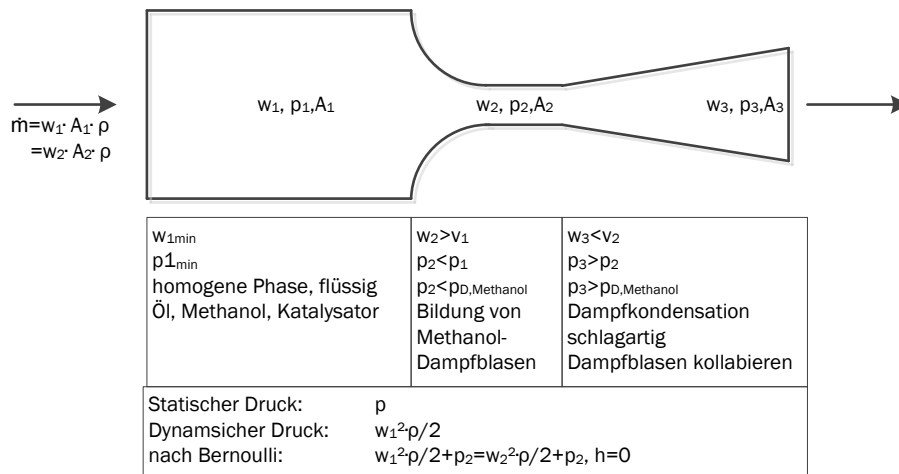 w₁, p₁,A₁
w₂, p₂,A₂
w₃, p₃,A₃
ṁ=w₁· A₁· ρ
=w₂· A₂· ρ
w₁min
p1min
homogene Phase, flüssig
Öl, Methanol, Katalysator
w₂>v₁
p₂<p₁
p₂<pD,Methanol
Bildung von
Methanol-
Dampfblasen
w₃<v₂
p₃>p₂
p₃>pD,Methanol
Dampfkondensation
schlagartig
Dampfblasen kollabieren
Statischer Druck: p
Dynamsicher Druck: w₁²·ρ/2
nach Bernoulli: w₁²·ρ/2+p₂=w₂²·ρ/2+p₂, h=0